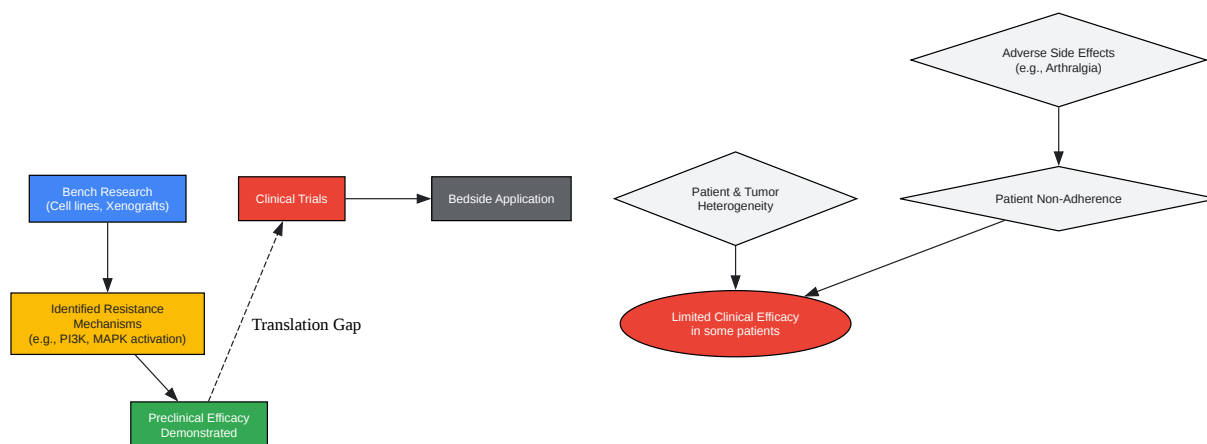 Bench Research
(Cell lines, Xenografts)
Identified Resistance
Mechanisms
(e.g., PI3K, MAPK activation)
Preclinical Efficacy
Demonstrated
Translation Gap
Clinical Trials
Bedside Application
Adverse Side Effects
(e.g., Arthralgia)
Patient Non-Adherence
Patient & Tumor
Heterogeneity
Limited Clinical Efficacy
in some patients